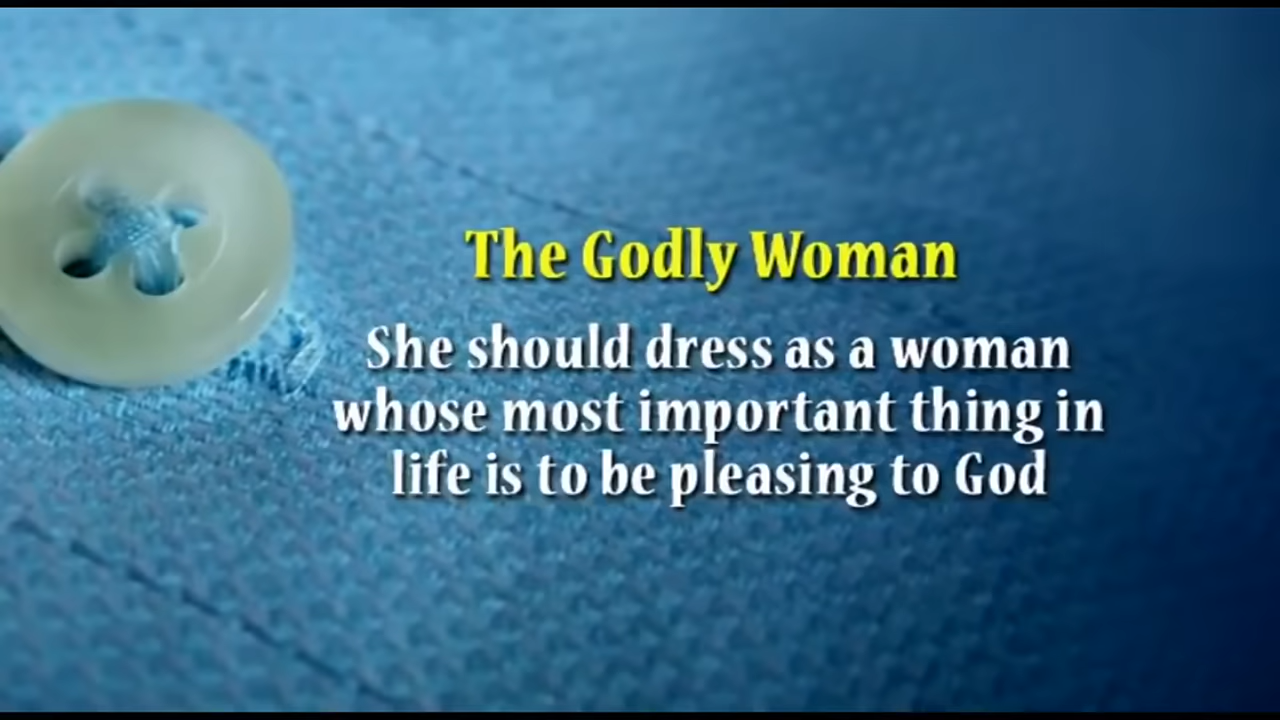 The Godly Woman
She should dress as a woman
whose most important thing in
life is to be pleasing to God